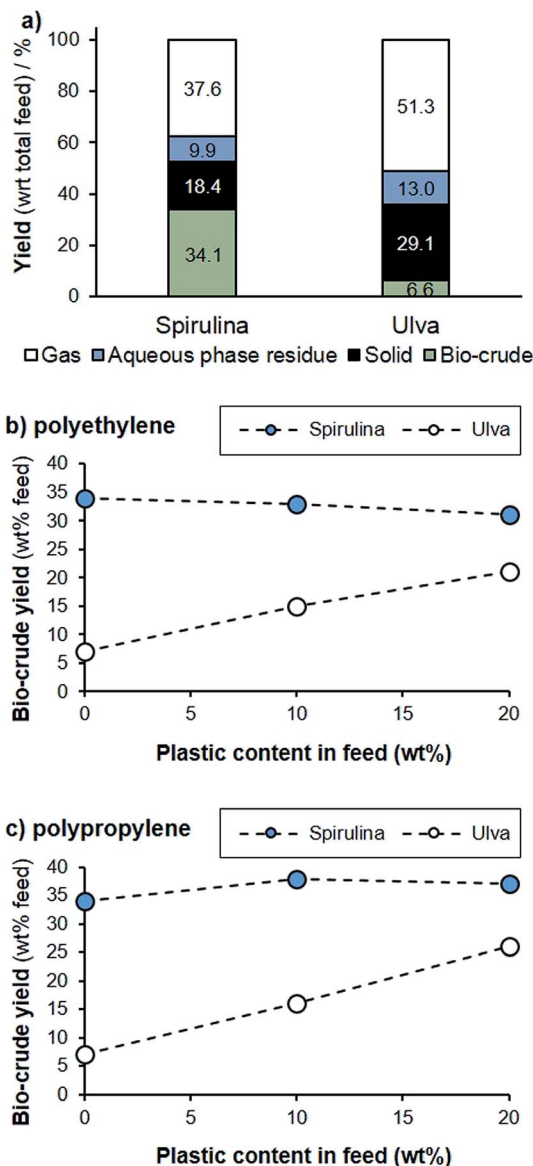 a)
Yield (wrt total feed) / %
100
80
60
40
20
0
37.6
9.9
18.4
34.1
51.3
13.0
29.1
6.6
Spirulina
Ulva
Gas Aqueous phase residue Solid Bio-crude
b) polyethylene
Spirulina Ulva
Bio-crude yield (wt% feed)
40
35
30
25
20
15
10
5
0
0 5 10 15 20
Plastic content in feed (wt%)
c) polypropylene
Spirulina Ulva
Bio-crude yield (wt% feed)
40
35
30
25
20
15
10
5
0
0 5 10 15 20
Plastic content in feed (wt%)